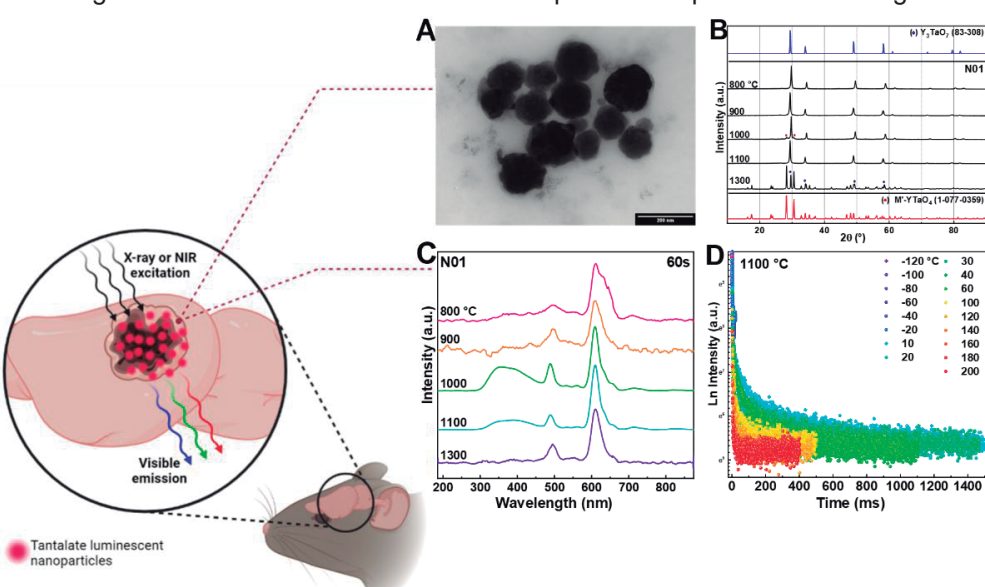 X-ray or NIR
excitation
Visible
emission
Tantalate luminescent
nanoparticles
A
200 nm
B
(♦) Y₃TaO₇ (83-308)
N01
800 °C
900
1000
1100
1300
(♦) M'-YTaO₄ (1-077-0359)
Intensity (a.u.)
20 40 60 80
2θ (°)
C
N01 60s
800 °C
900
1000
1100
1300
Intensity (a.u.)
200 300 400 500 600 700 800
Wavelength (nm)
D
1100 °C
-120 °C 30
-100 40
-80 60
-60 100
-40 120
-20 140
10 160
20 180
200
Ln Intensity (a.u.)
0 200 400 600 800 1000 1200 1400
Time (ms)